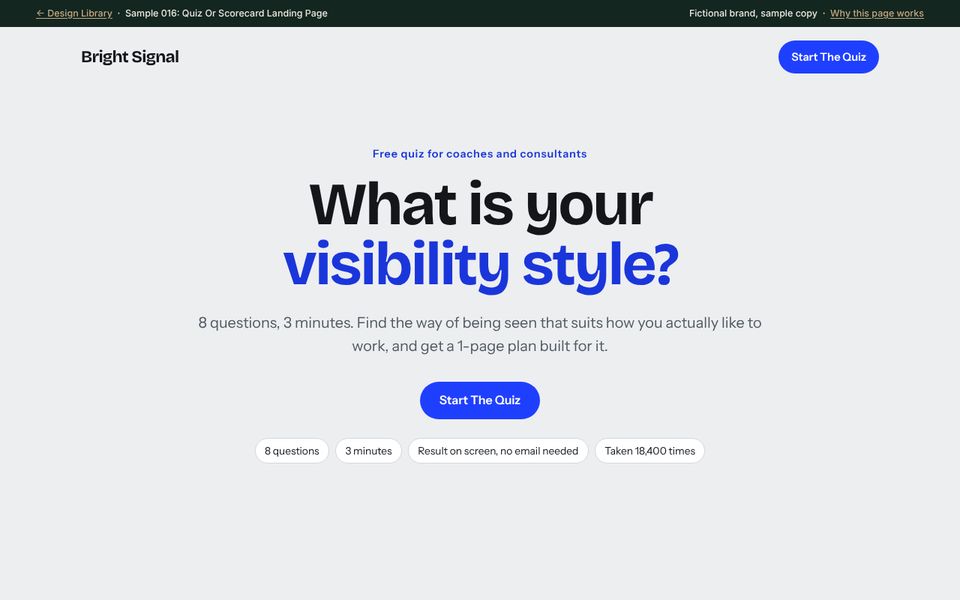 ← Design Library · Sample 016: Quiz Or Scorecard Landing Page
Fictional brand, sample copy · Why this page works
Bright Signal
Start The Quiz
Free quiz for coaches and consultants
What is your
visibility style?
8 questions, 3 minutes. Find the way of being seen that suits how you actually like to
work, and get a 1-page plan built for it.
Start The Quiz
8 questions
3 minutes
Result on screen, no email needed
Taken 18,400 times